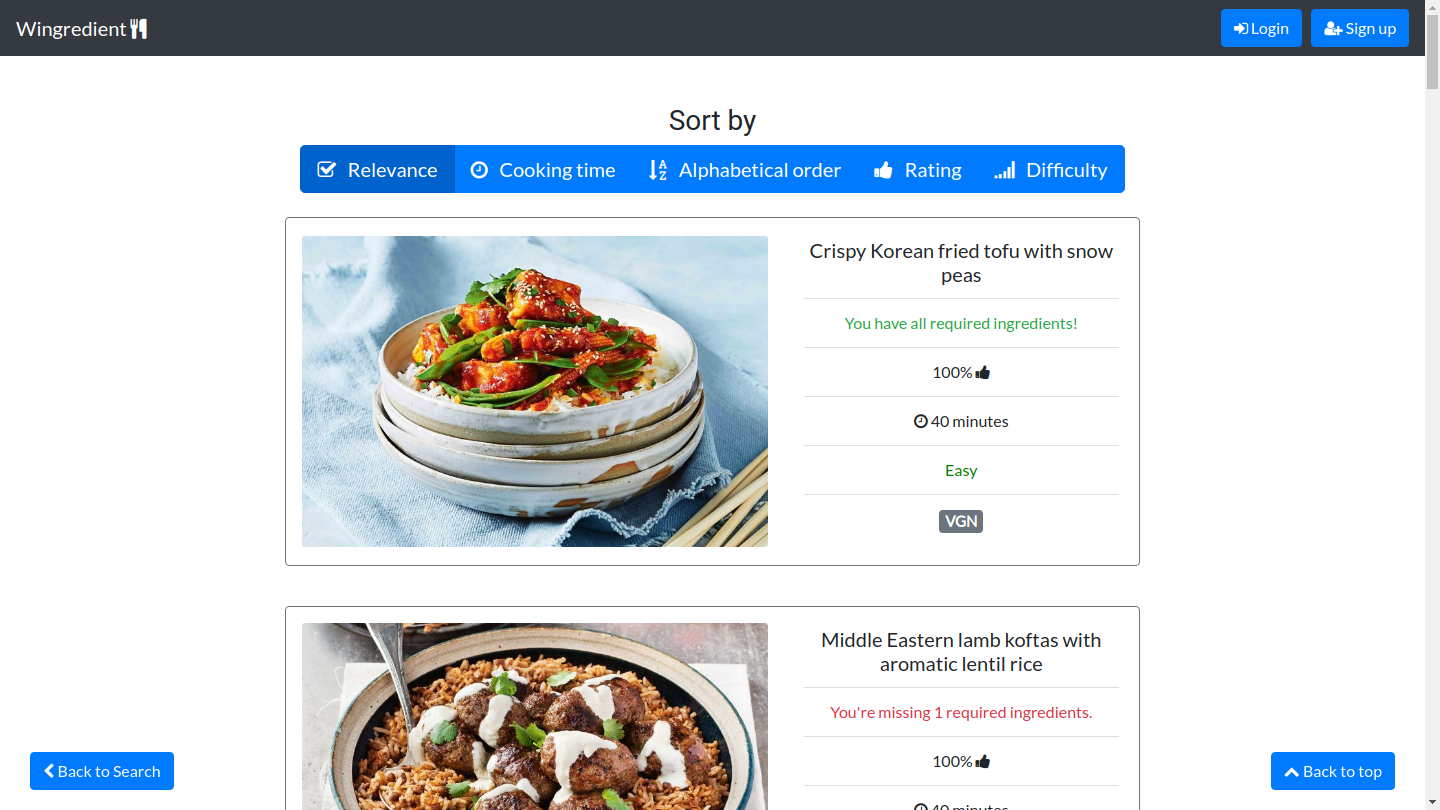 Wingredient
Login
Sign up
Sort by
Relevance
Cooking time
Alphabetical order
Rating
Difficulty
Crispy Korean fried tofu with snow
peas
You have all required ingredients!
100%
40 minutes
Easy
VGN
Middle Eastern lamb koftas with
aromatic lentil rice
You're missing 1 required ingredients.
100%
40 minutes
Back to Search
Back to top